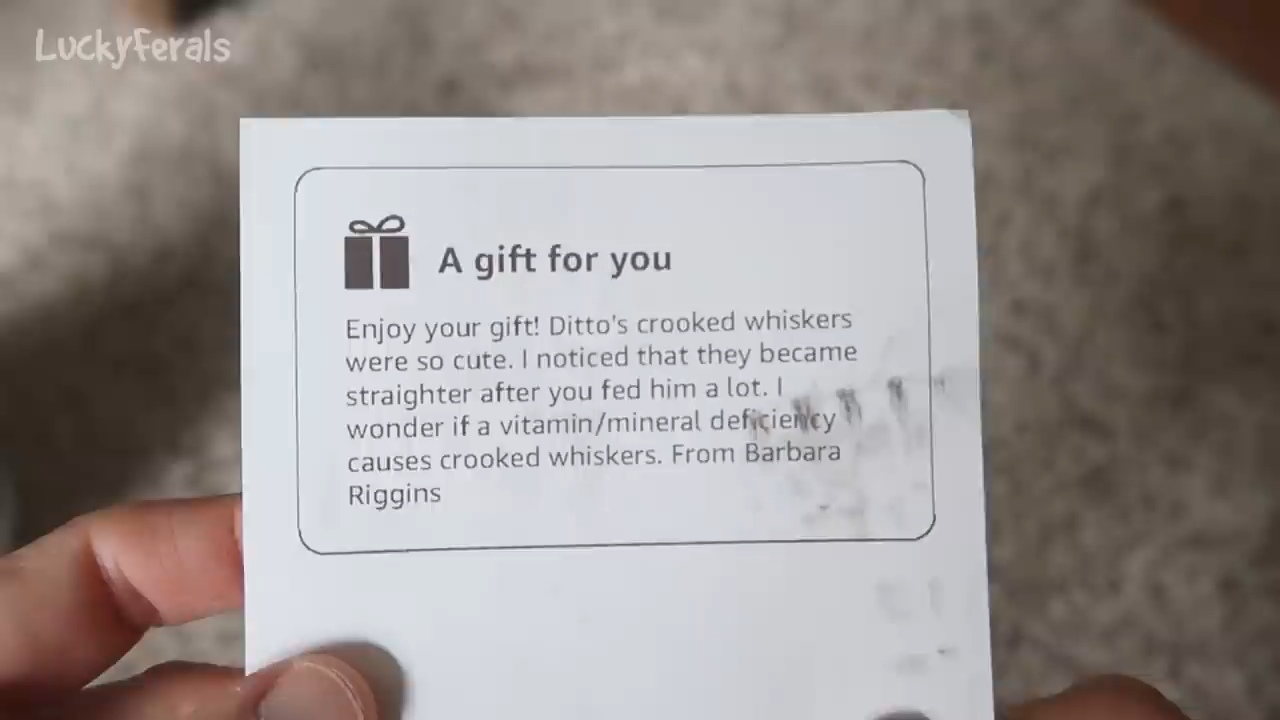 LuckyFerals
A gift for you
Enjoy your gift! Ditto's crooked whiskers
were so cute. I noticed that they became
straighter after you fed him a lot. I
wonder if a vitamin/mineral deficiency
causes crooked whiskers. From Barbara
Riggins